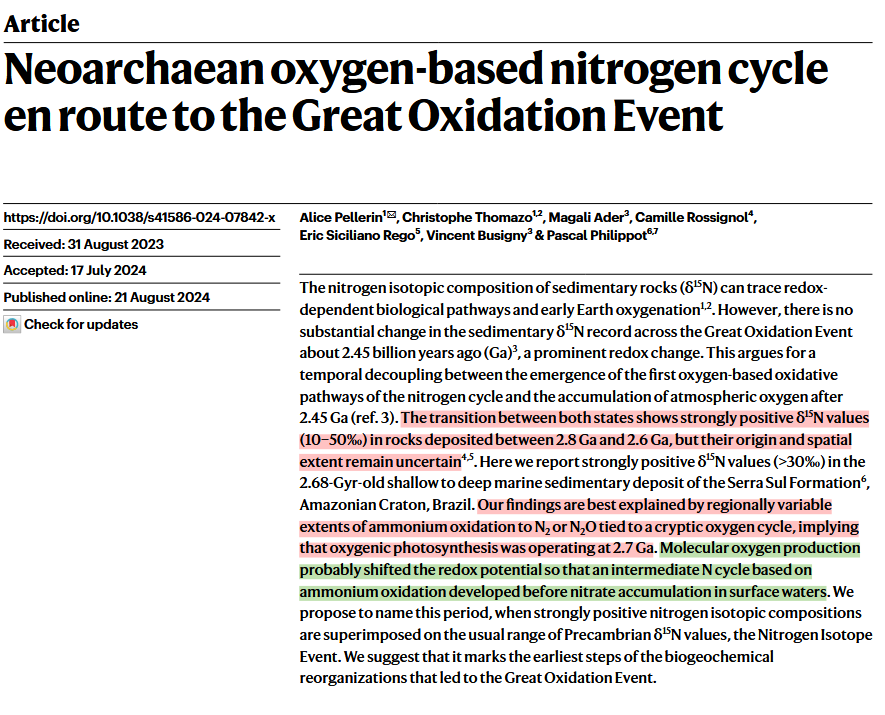 Article
Neoarchaean oxygen-based nitrogen cycle
en route to the Great Oxidation Event
https://doi.org/10.1038/s41586-024-07842-x
Received: 31 August 2023
Accepted: 17 July 2024
Published online: 21 August 2024
Check for updates
Alice Pellerin¹✉, Christophe Thomazo¹,², Magali Ader³, Camille Rossignol⁴,
Eric Siciliano Rego⁵, Vincent Busigny³ & Pascal Philippot⁶,⁷
The nitrogen isotopic composition of sedimentary rocks (δ¹⁵N) can trace redox-
dependent biological pathways and early Earth oxygenation¹,². However, there is no
substantial change in the sedimentary δ¹⁵N record across the Great Oxidation Event
about 2.45 billion years ago (Ga)³, a prominent redox change. This argues for a
temporal decoupling between the emergence of the first oxygen-based oxidative
pathways of the nitrogen cycle and the accumulation of atmospheric oxygen after
2.45 Ga (ref. 3). The transition between both states shows strongly positive δ¹⁵N values
(10–50‰) in rocks deposited between 2.8 Ga and 2.6 Ga, but their origin and spatial
extent remain uncertain⁴,⁵. Here we report strongly positive δ¹⁵N values (>30‰) in the
2.68-Gyr-old shallow to deep marine sedimentary deposit of the Serra Sul Formation⁶,
Amazonian Craton, Brazil. Our findings are best explained by regionally variable
extents of ammonium oxidation to N₂ or N₂O tied to a cryptic oxygen cycle, implying
that oxygenic photosynthesis was operating at 2.7 Ga. Molecular oxygen production
probably shifted the redox potential so that an intermediate N cycle based on
ammonium oxidation developed before nitrate accumulation in surface waters. We
propose to name this period, when strongly positive nitrogen isotopic compositions
are superimposed on the usual range of Precambrian δ¹⁵N values, the Nitrogen Isotope
Event. We suggest that it marks the earliest steps of the biogeochemical
reorganizations that led to the Great Oxidation Event.